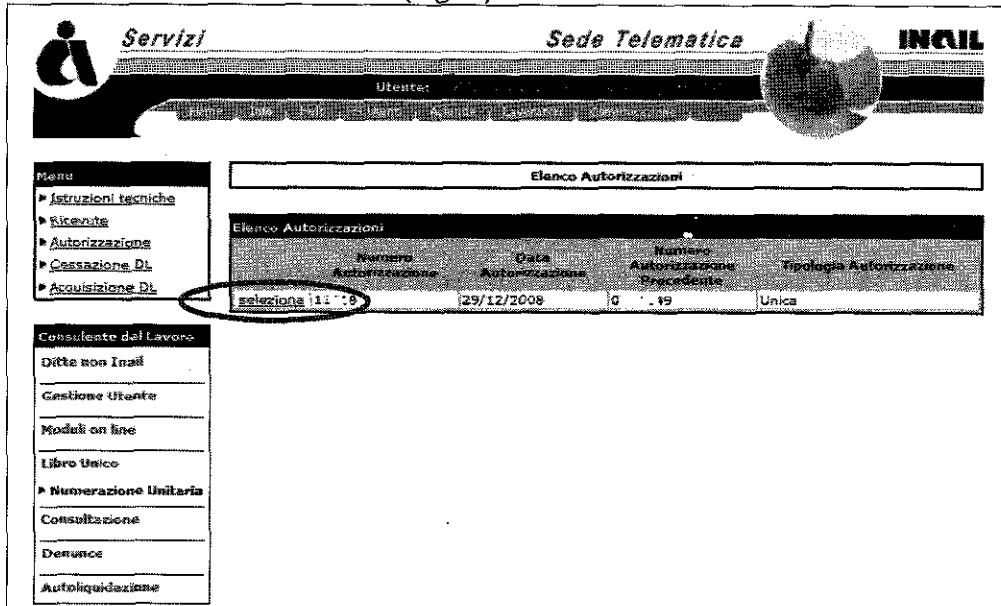 Servizi
Sede Telematica
INAIL
Utente:
Menu
Istruzioni tecniche
Ricevute
Autorizzazione
Cessazione DL
Acquisizione DL
Elenco Autorizzazioni
Elenco Autorizzazioni
Numero Autorizzazione
Data Autorizzazione
Numero Autorizzazione Precedente
Tipologia Autorizzazione
seleziona
29/12/2008
Unica
Consulente del Lavoro
Ditte non Inail
Gestione Utente
Moduli on line
Libro Unico
Numerazione Unitaria
Consultazione
Denunce
Autoliquidazione